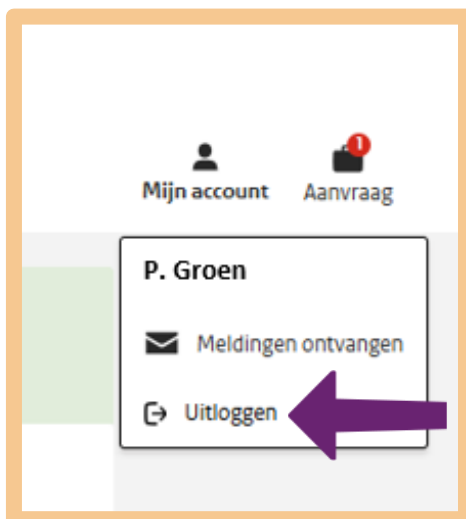 1
Mijn account Aanvraag
P. Groen
Meldingen ontvangen
Uitloggen